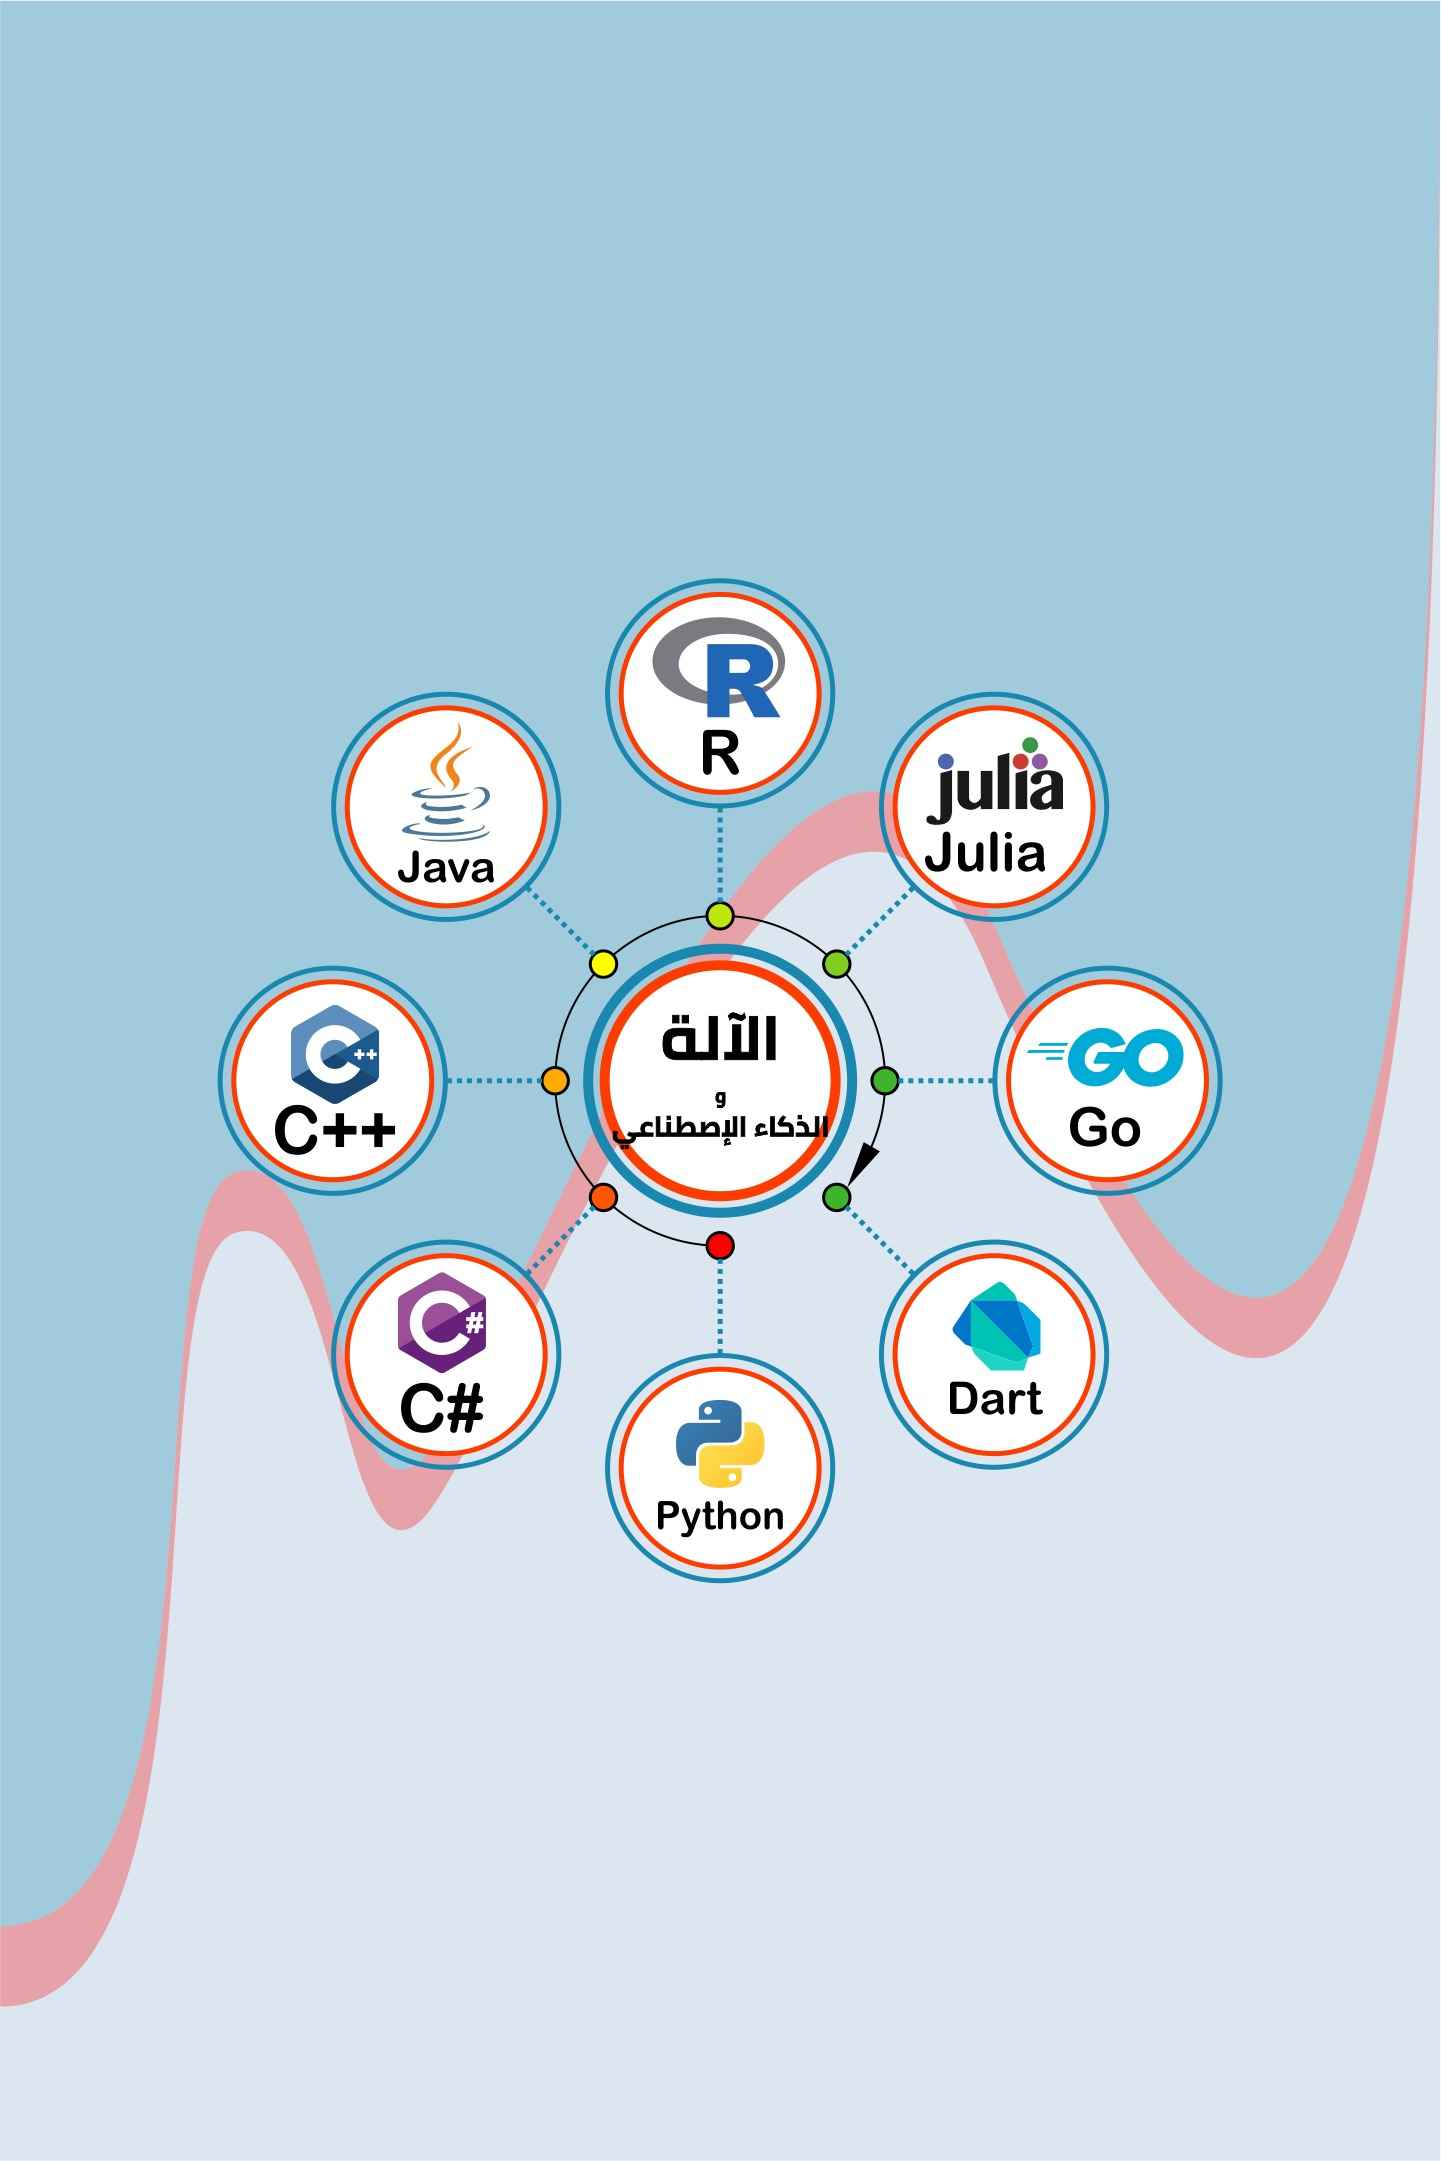 R
R
Java
julia
Julia
الآلة
و
الذكاء الإصطناعي
C++
C++
GO
Go
C#
C#
Dart
Python